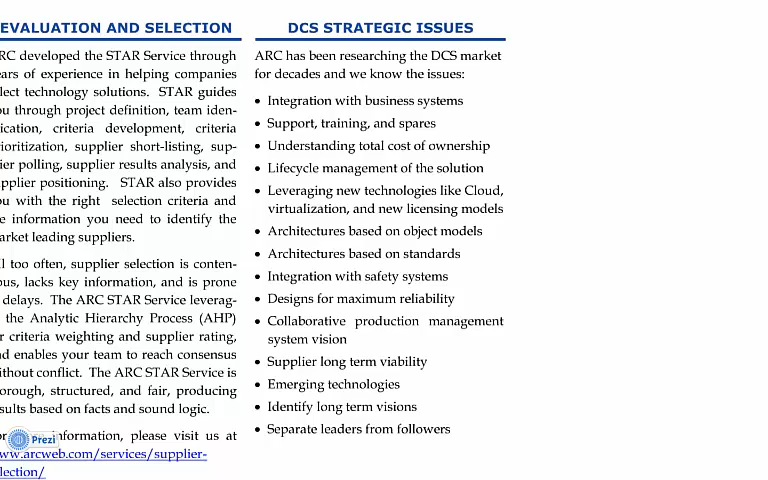 EVALUATION AND SELECTION
RC developed the STAR Service through
ears of experience in helping companies
lect technology solutions. STAR guides
ou through project definition, team iden-
ication, criteria development, criteria
ioritization, supplier short-listing, sup-
ier polling, supplier results analysis, and
pplier positioning. STAR also provides
ou with the right selection criteria and
e information you need to identify the
arket leading suppliers.
l too often, supplier selection is conten-
ous, lacks key information, and is prone
delays. The ARC STAR Service leverag-
the Analytic Hierarchy Process (AHP)
r criteria weighting and supplier rating,
nd enables your team to reach consensus
ithout conflict. The ARC STAR Service is
orough, structured, and fair, producing
sults based on facts and sound logic.
information, please visit us at
ww.arcweb.com/services/supplier-
lection/
Prezi
DCS STRATEGIC ISSUES
ARC has been researching the DCS market
for decades and we know the issues:
• Integration with business systems
• Support, training, and spares
• Understanding total cost of ownership
• Lifecycle management of the solution
• Leveraging new technologies like Cloud,
virtualization, and new licensing models
• Architectures based on object models
• Architectures based on standards
• Integration with safety systems
• Designs for maximum reliability
• Collaborative production management
system vision
• Supplier long term viability
• Emerging technologies
• Identify long term visions
• Separate leaders from followers